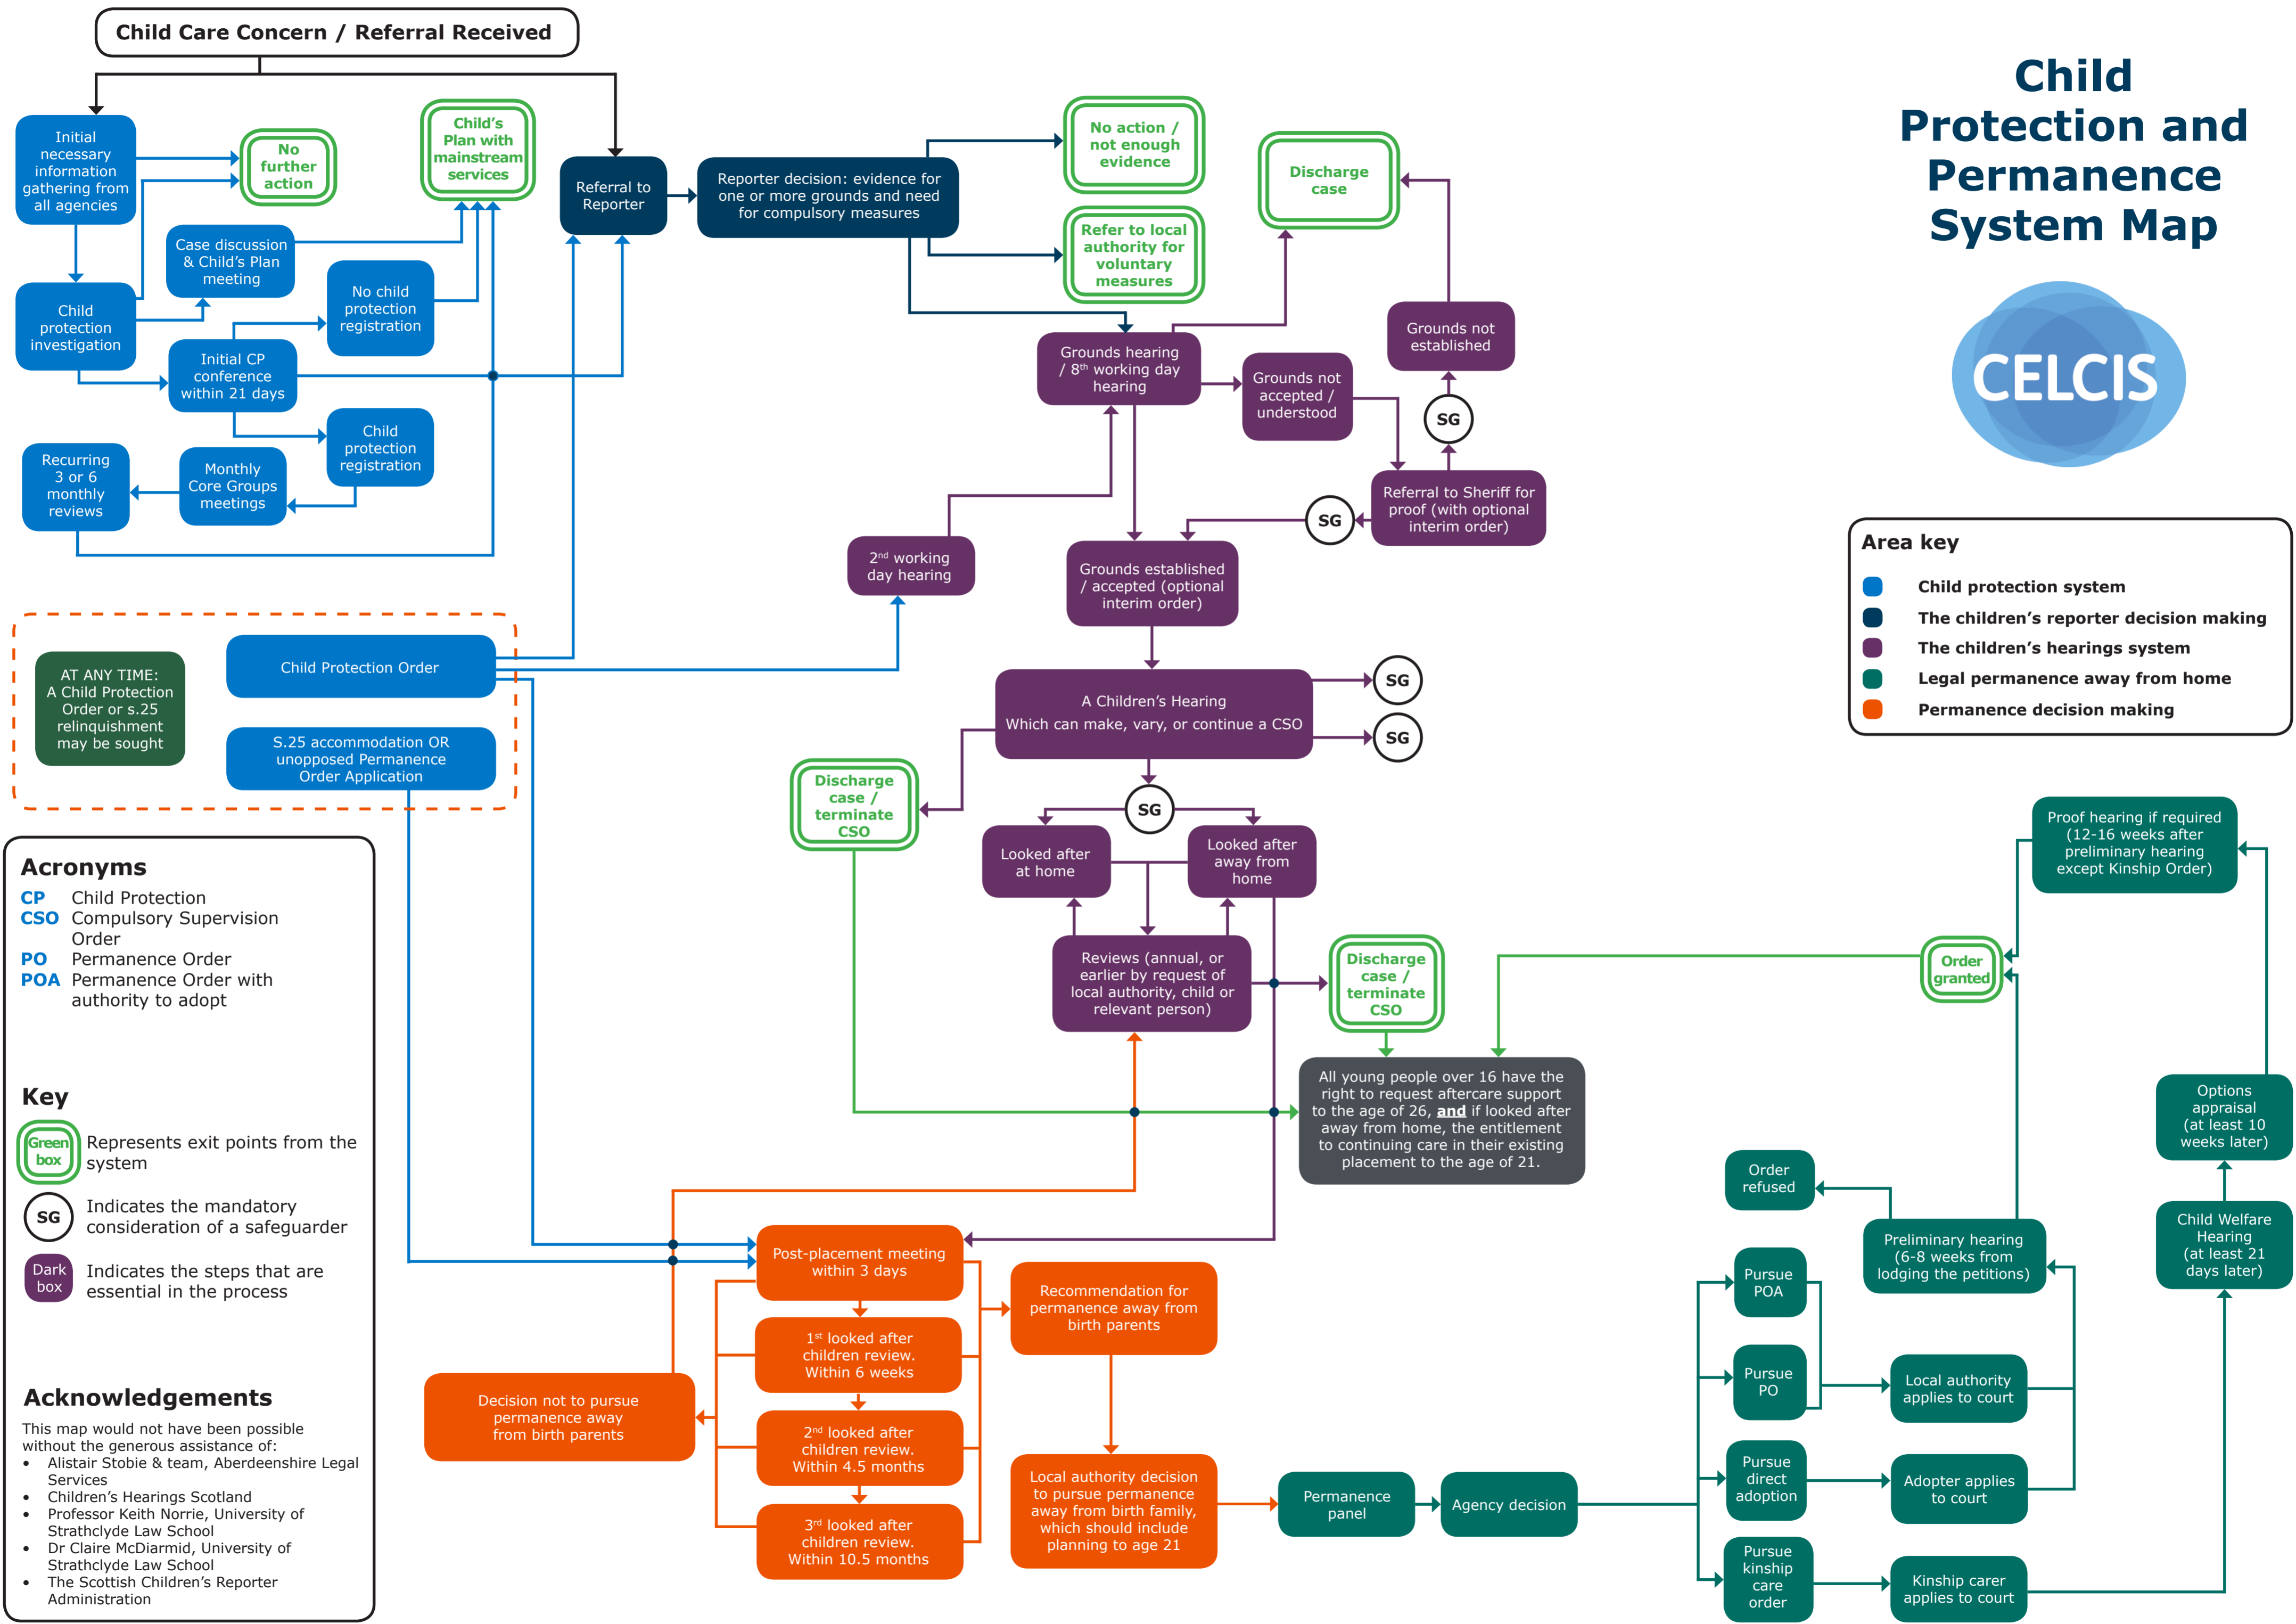 Child Care Concern / Referral Received
Child
Protection and
Permanence
System Map
CELCIS
Initial
necessary
information
gathering from
all agencies
No
further
action
Child's
Plan with
mainstream
services
Referral to
Reporter
Reporter decision: evidence for
one or more grounds and need
for compulsory measures
No action /
not enough
evidence
Refer to local
authority for
voluntary
measures
Discharge
case
Case discussion
& Child's Plan
meeting
Child
protection
investigation
No child
protection
registration
Initial CP
conference
within 21 days
Child
protection
registration
Recurring
3 or 6
monthly
reviews
Monthly
Core Groups
meetings
Grounds hearing
/ 8th working day
hearing
Grounds not
accepted /
understood
Grounds not
established
SG
Referral to Sheriff for
proof (with optional
interim order)
SG
2nd working
day hearing
Grounds established
/ accepted (optional
interim order)
Area key
Child protection system
The children's reporter decision making
The children's hearings system
Legal permanence away from home
Permanence decision making
AT ANY TIME:
A Child Protection
Order or s.25
relinquishment
may be sought
Child Protection Order
S.25 accommodation OR
unopposed Permanence
Order Application
A Children's Hearing
Which can make, vary, or continue a CSO
SG
SG
Discharge
case /
terminate
CSO
SG
Looked after
at home
Looked after
away from
home
Reviews (annual, or
earlier by request of
local authority, child or
relevant person)
Discharge
case /
terminate
CSO
All young people over 16 have the
right to request aftercare support
to the age of 26, and if looked after
away from home, the entitlement
to continuing care in their existing
placement to the age of 21.
Proof hearing if required
(12-16 weeks after
preliminary hearing
except Kinship Order)
Order
granted
Options
appraisal
(at least 10
weeks later)
Child Welfare
Hearing
(at least 21
days later)
Order
refused
Preliminary hearing
(6-8 weeks from
lodging the petitions)
Acronyms
CP Child Protection
CSO Compulsory Supervision
Order
PO Permanence Order
POA Permanence Order with
authority to adopt
Key
Green
box
Represents exit points from the
system
SG
Indicates the mandatory
consideration of a safeguarder
Dark
box
Indicates the steps that are
essential in the process
Acknowledgements
This map would not have been possible
without the generous assistance of:
• Alistair Stobie & team, Aberdeenshire Legal
Services
• Children's Hearings Scotland
• Professor Keith Norrie, University of
Strathclyde Law School
• Dr Claire McDiarmid, University of
Strathclyde Law School
• The Scottish Children's Reporter
Administration
Post-placement meeting
within 3 days
1st looked after
children review.
Within 6 weeks
2nd looked after
children review.
Within 4.5 months
3rd looked after
children review.
Within 10.5 months
Decision not to pursue
permanence away
from birth parents
Recommendation for
permanence away from
birth parents
Local authority decision
to pursue permanence
away from birth family,
which should include
planning to age 21
Permanence
panel
Agency decision
Pursue
POA
Pursue
PO
Pursue
direct
adoption
Pursue
kinship
care
order
Local authority
applies to court
Adopter applies
to court
Kinship carer
applies to court